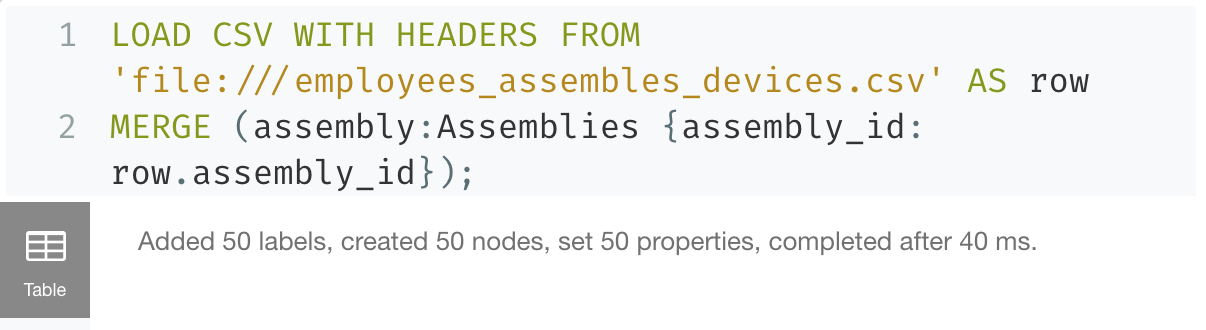 1 LOAD CSV WITH HEADERS FROM
'file:///employees_assembles_devices.csv' AS row
2 MERGE (assembly:Assemblies {assembly_id:
row.assembly_id});
Added 50 labels, created 50 nodes, set 50 properties, completed after 40 ms.
Table